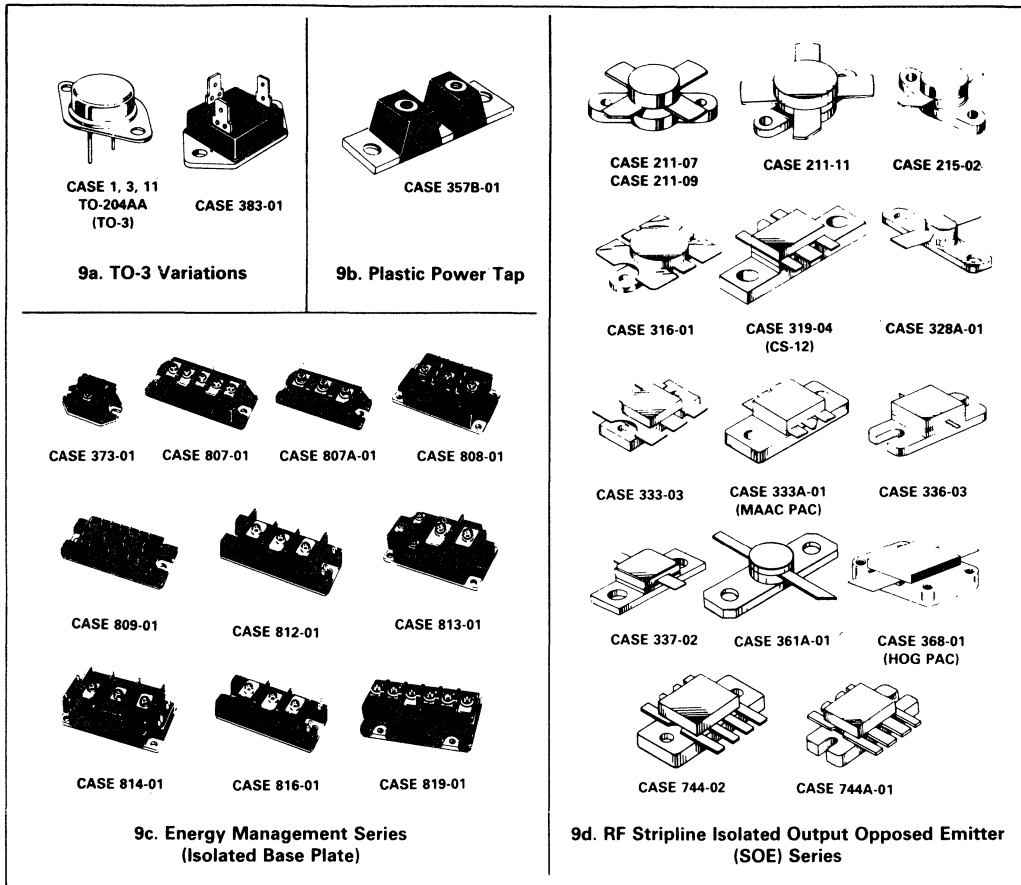 CASE 1, 3, 11
TO-204AA
(TO-3)
CASE 383-01
9a. TO-3 Variations
CASE 357B-01
9b. Plastic Power Tap
CASE 373-01
CASE 807-01
CASE 807A-01
CASE 808-01
CASE 809-01
CASE 812-01
CASE 813-01
CASE 814-01
CASE 816-01
CASE 819-01
9c. Energy Management Series
(Isolated Base Plate)
CASE 211-07
CASE 211-09
CASE 211-11
CASE 215-02
CASE 316-01
CASE 319-04
(CS-12)
CASE 328A-01
CASE 333-03
CASE 333A-01
(MAAC PAC)
CASE 336-03
CASE 337-02
CASE 361A-01
CASE 368-01
(HOG PAC)
CASE 744-02
CASE 744A-01
9d. RF Stripline Isolated Output Opposed Emitter
(SOE) Series